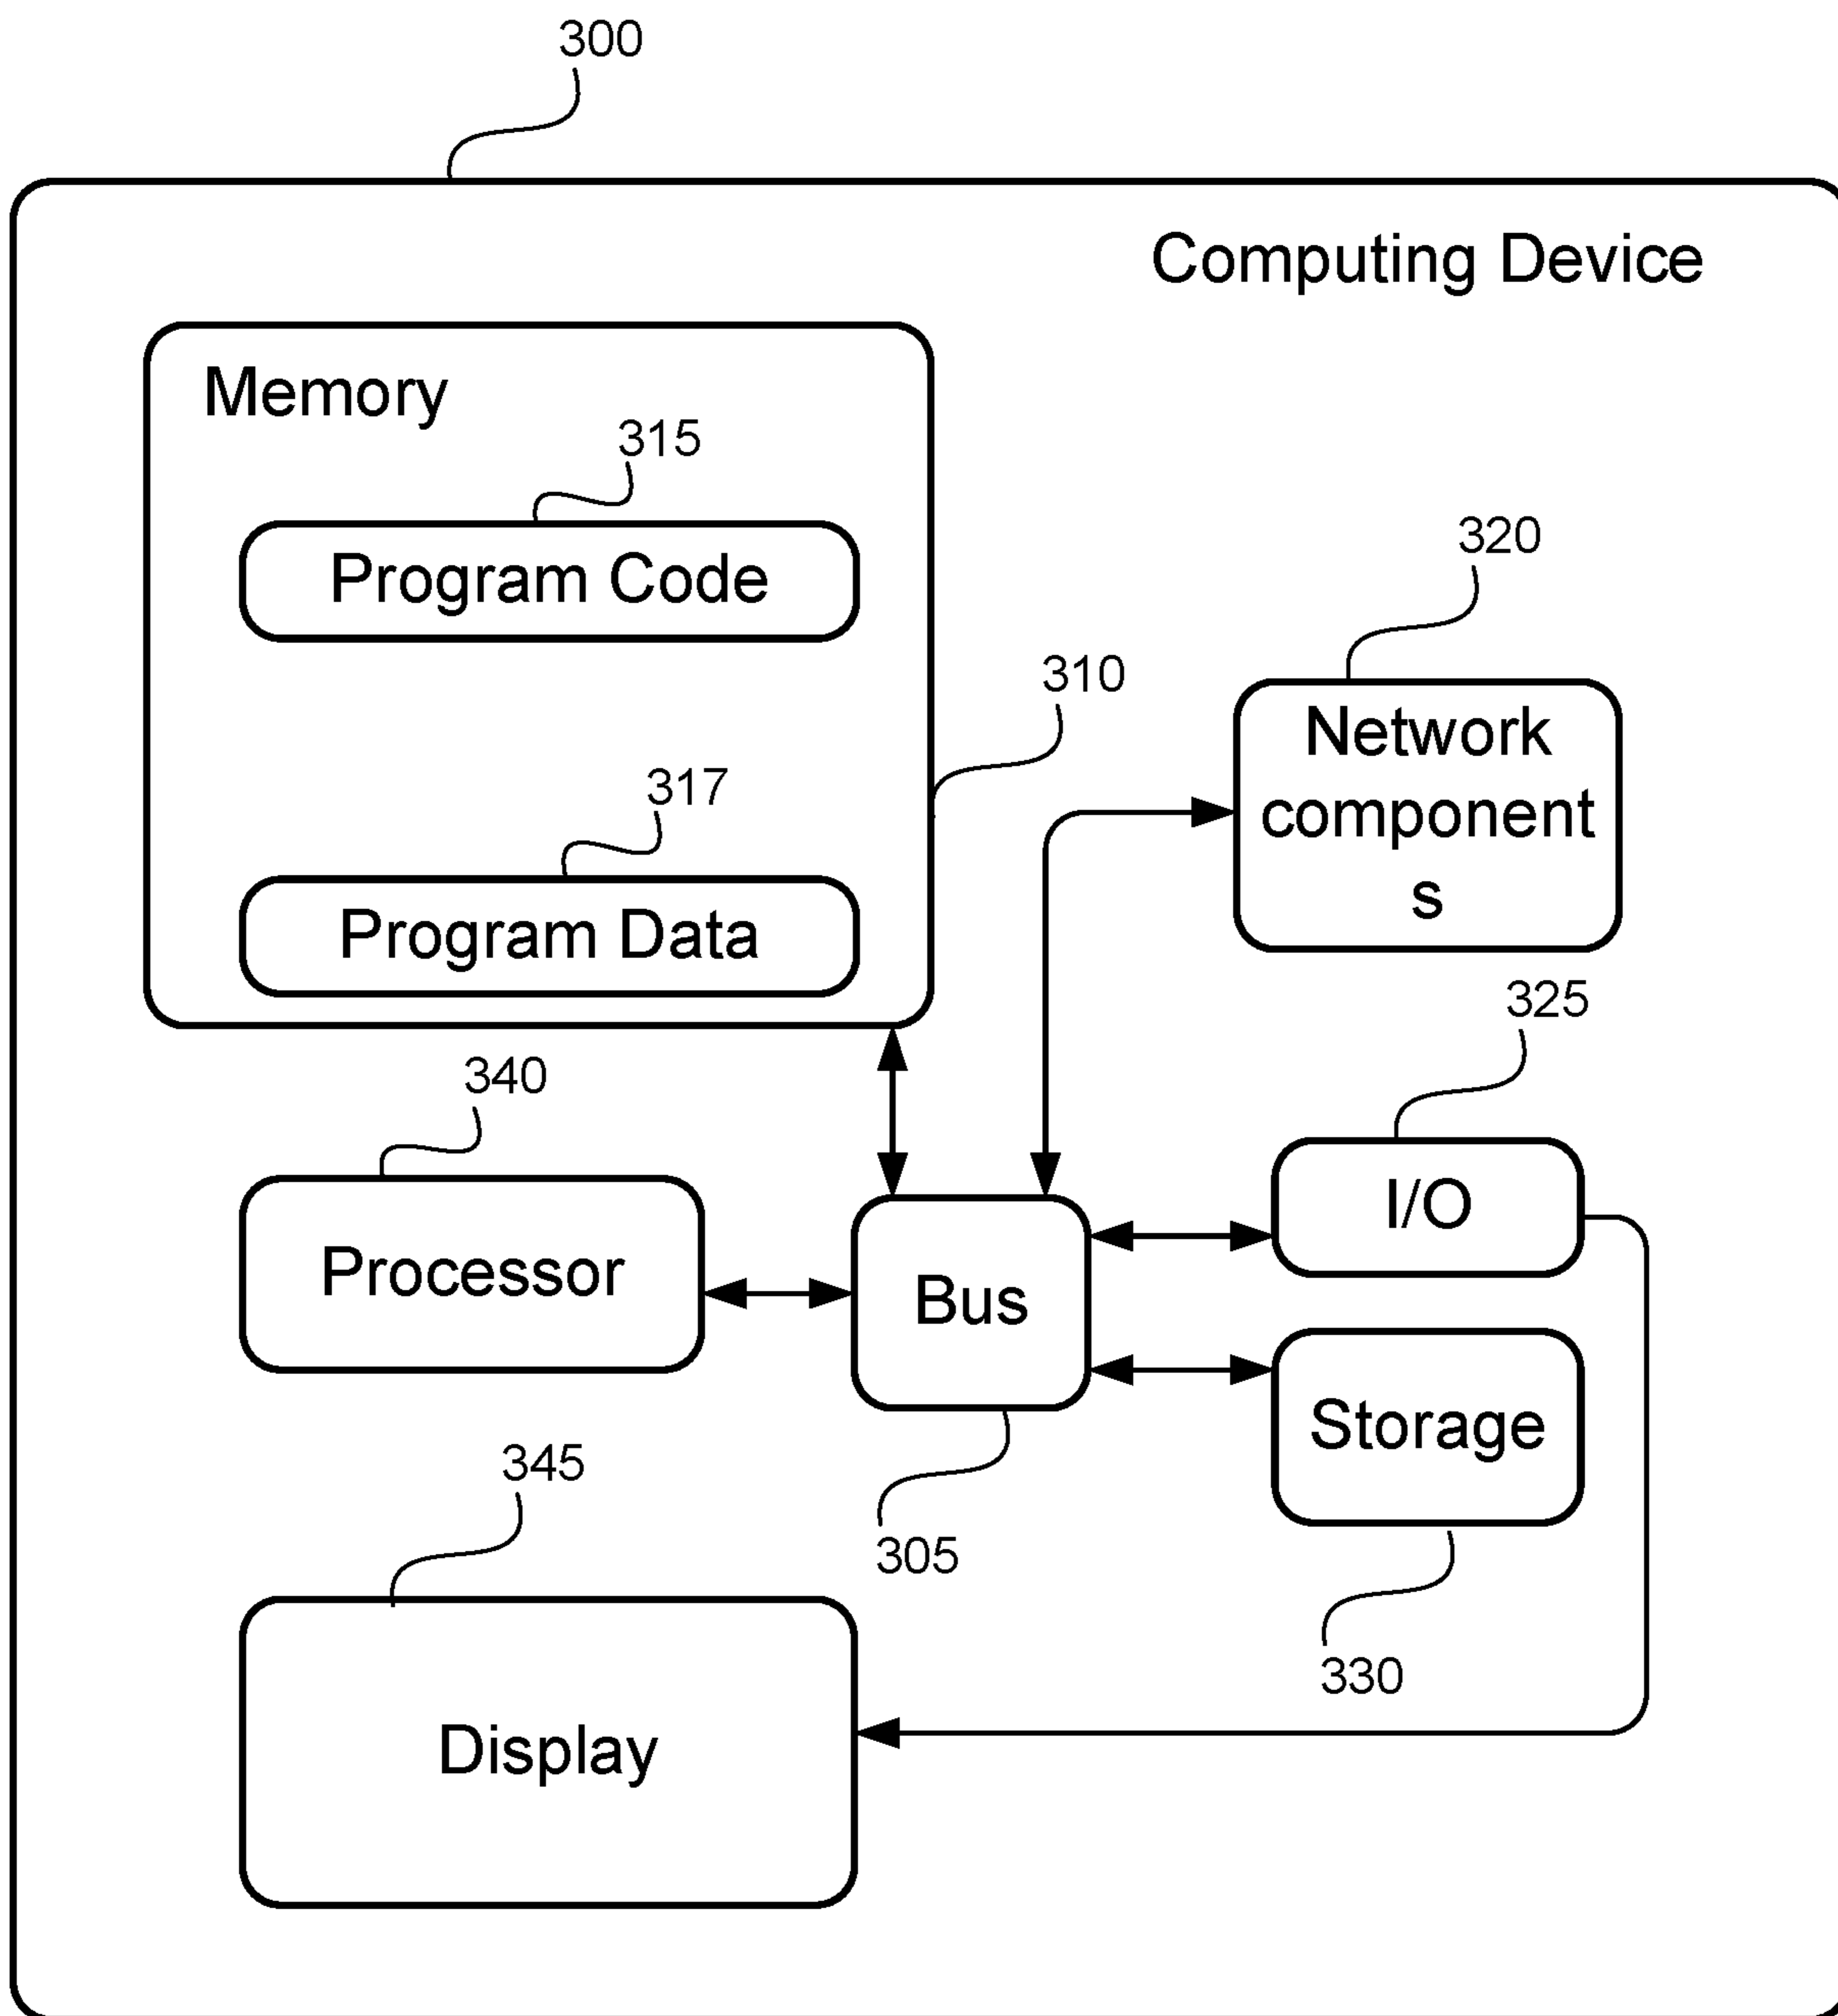 300
Computing Device
Memory
315
Program Code
320
310
Network
component
s
317
Program Data
325
340
I/O
Processor
Bus
Storage
345
305
330
Display